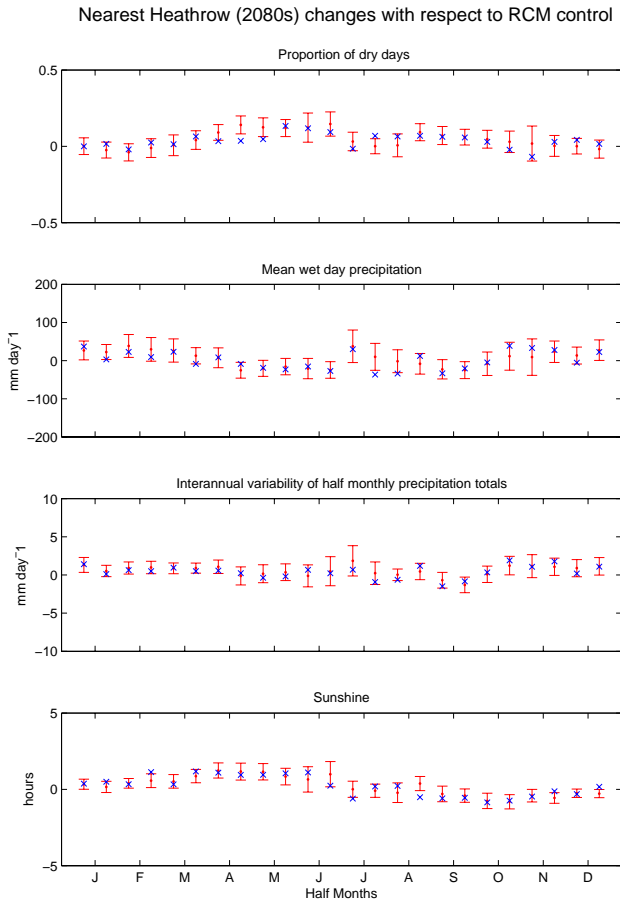 Nearest Heathrow (2080s) changes with respect to RCM control
Proportion of dry days
0.5
0
−0.5
Mean wet day precipitation
200
100
0
−100
−200
mm day−1
Interannual variability of half monthly precipitation totals
10
5
0
−5
−10
mm day−1
Sunshine
5
0
−5
hours
J F M A M J J A S O N D
Half Months